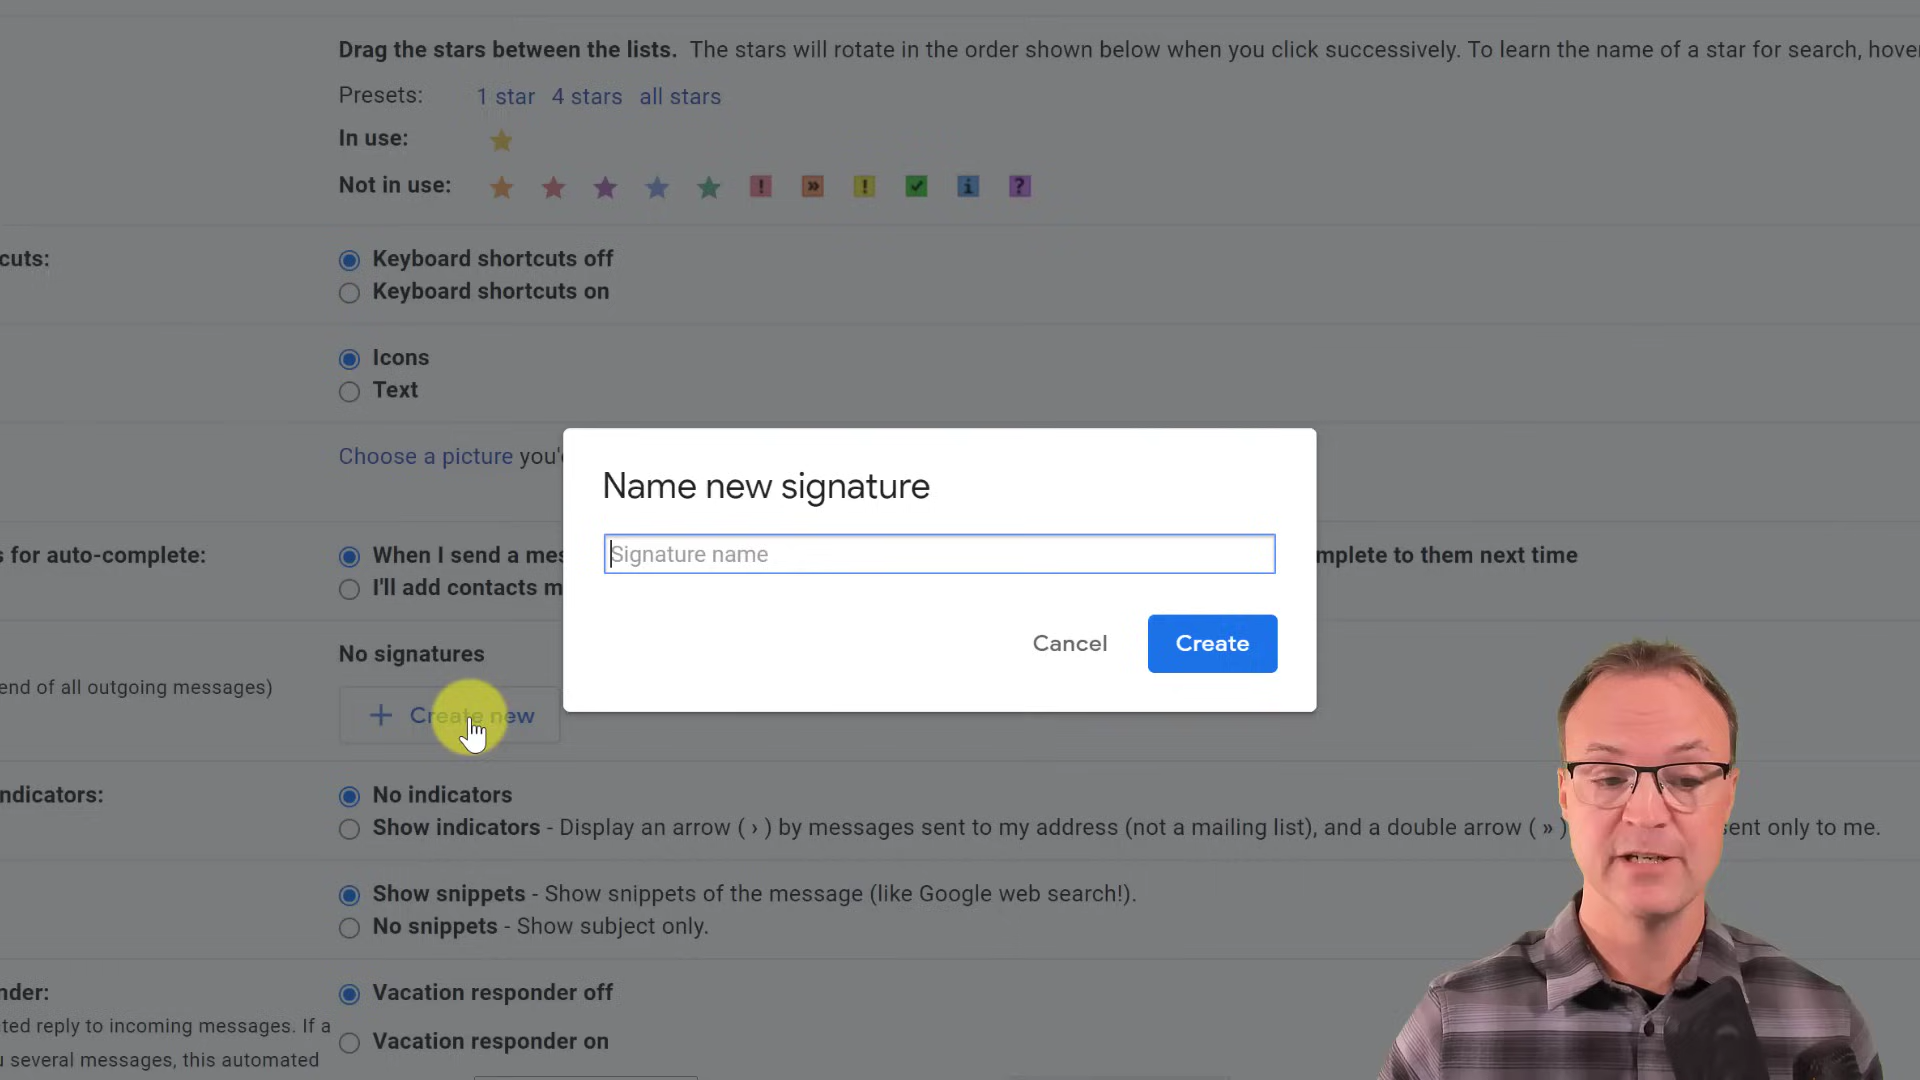 Drag the stars between the lists. The stars will rotate in the order shown below when you click successively. To learn the name of a star for search, hover
Presets: 1 star 4 stars all stars
In use:
Not in use:
cuts:
Keyboard shortcuts off
Keyboard shortcuts on
Icons
Text
Choose a picture you'
Name new signature
Signature name
Cancel
Create
s for auto-complete:
When I send a mes
mplete to them next time
I'll add contacts m
No signatures
end of all outgoing messages)
+ Create new
ndicators:
No indicators
Show indicators - Display an arrow ( › ) by messages sent to my address (not a mailing list), and a double arrow ( » ) sent only to me.
Show snippets - Show snippets of the message (like Google web search!).
No snippets - Show subject only.
nder:
Vacation responder off
ted reply to incoming messages. If a
Vacation responder on
u several messages, this automated